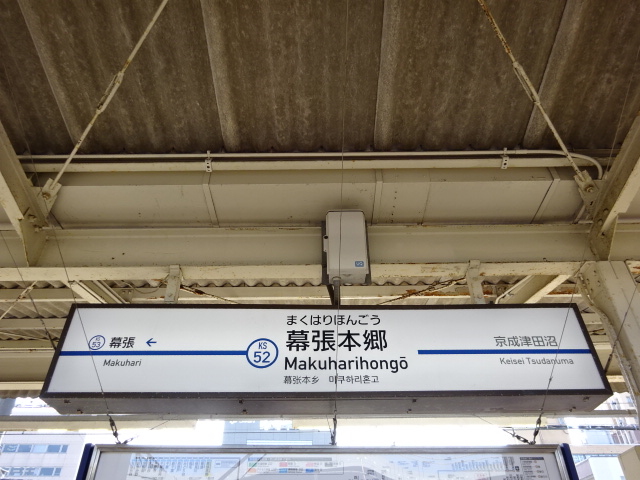 まくはりほんごう
KS
53
幕張 ←
Makuhari
KS
52
幕張本郷
Makuharihongō
幕张本乡 마쿠하리혼고
京成津田沼
Keisei Tsudanuma